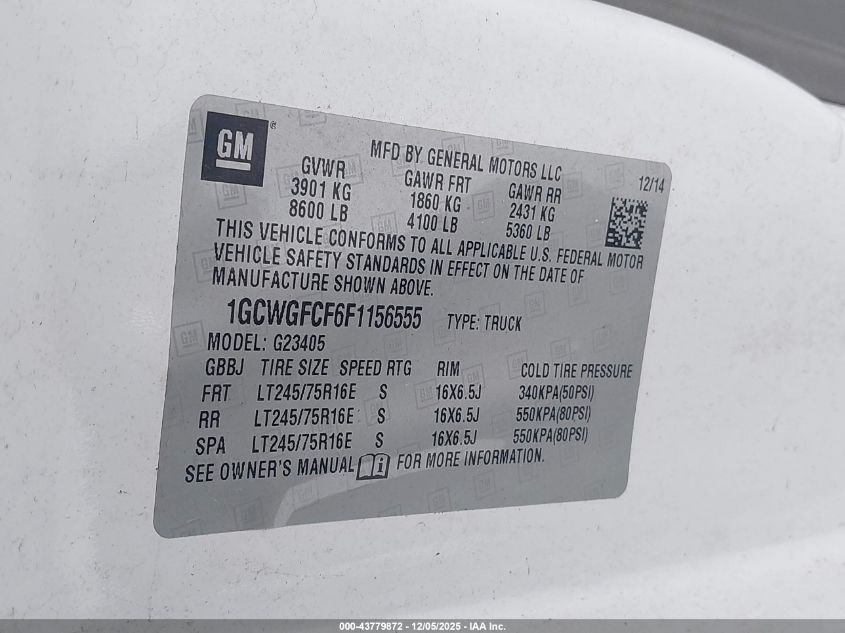 GM ®
MFD BY GENERAL MOTORS LLC
12/14
GVWR GAWR FRT GAWR RR
3901 KG 1860 KG 2431 KG
8600 LB 4100 LB 5360 LB
THIS VEHICLE CONFORMS TO ALL APPLICABLE U.S. FEDERAL MOTOR
VEHICLE SAFETY STANDARDS IN EFFECT ON THE DATE OF
MANUFACTURE SHOWN ABOVE.
1GCWGFCF6F1156555 TYPE: TRUCK
MODEL: G23405
GBBJ TIRE SIZE SPEED RTG RIM COLD TIRE PRESSURE
FRT LT245/75R16E S 16X6.5J 340KPA(50PSI)
RR LT245/75R16E S 16X6.5J 550KPA(80PSI)
SPA LT245/75R16E S 16X6.5J 550KPA(80PSI)
SEE OWNER'S MANUAL i FOR MORE INFORMATION.
000-43779872 - 12/05/2025 - IAA Inc.